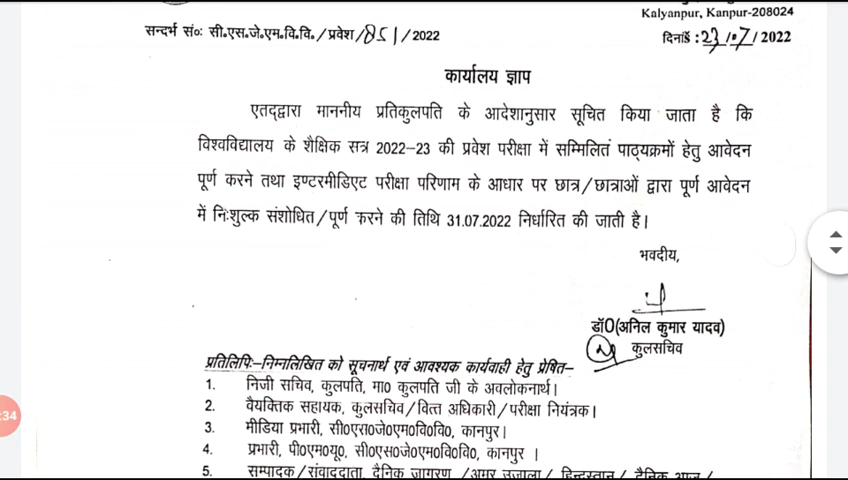 Kalyanpur, Kanpur-208024
सन्दर्भ सं०: सी.एस.जे.एम.वि.वि./प्रवेश/851/2022
दिनांक :23/07/2022
कार्यालय ज्ञाप
एतद्द्वारा माननीय प्रतिकुलपति के आदेशानुसार सूचित किया जाता है कि
विश्वविद्यालय के शैक्षिक सत्र 2022-23 की प्रवेश परीक्षा में सम्मिलित पाठ्यक्रमों हेतु आवेदन
पूर्ण करने तथा इण्टरमीडिएट परीक्षा परिणाम के आधार पर छात्र/छात्राओं द्वारा पूर्ण आवेदन
में निःशुल्क संशोधित/पूर्ण करने की तिथि 31.07.2022 निर्धारित की जाती है।
भवदीय,
डॉ0(अनिल कुमार यादव)
कुलसचिव
प्रतिलिपिः-निम्नलिखित को सूचनार्थ एवं आवश्यक कार्यवाही हेतु प्रेषित-
1. निजी सचिव, कुलपति, मा0 कुलपति जी के अवलोकनार्थ।
2. वैयक्तिक सहायक, कुलसचिव/वित्त अधिकारी/परीक्षा नियंत्रक।
3. मीडिया प्रभारी, सी0एस0जे0एम0वि0वि0, कानपुर।
4. प्रभारी, पी0एम0यू0, सी0एस0जे0एम0वि0वि0, कानपुर ।
5. सम्पादक/संवाददाता, दैनिक जागरण /अमर उजाला/ हिन्दुस्तान/ दैनिक आज/
:34